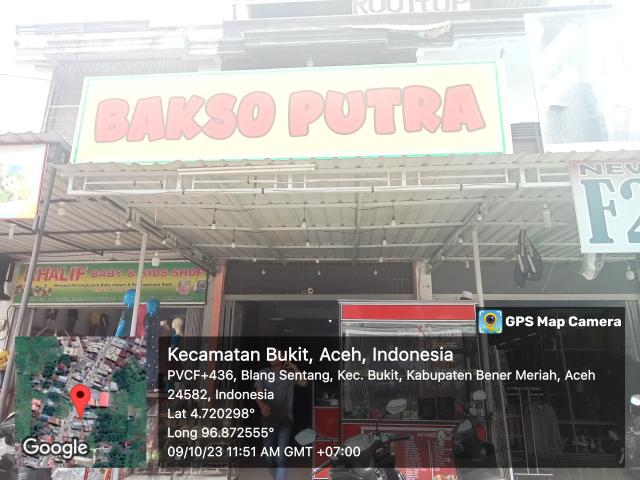 ROOFTOP
BAKSO PUTRA
NEW
F2
KHALIF BABY & KIDS SHOP
GPS Map Camera
Kecamatan Bukit, Aceh, Indonesia
PVCF+436, Blang Sentang, Kec. Bukit, Kabupaten Bener Meriah, Aceh
24582, Indonesia
Lat 4.720298°
Long 96.872555°
09/10/23 11:51 AM GMT +07:00
Google